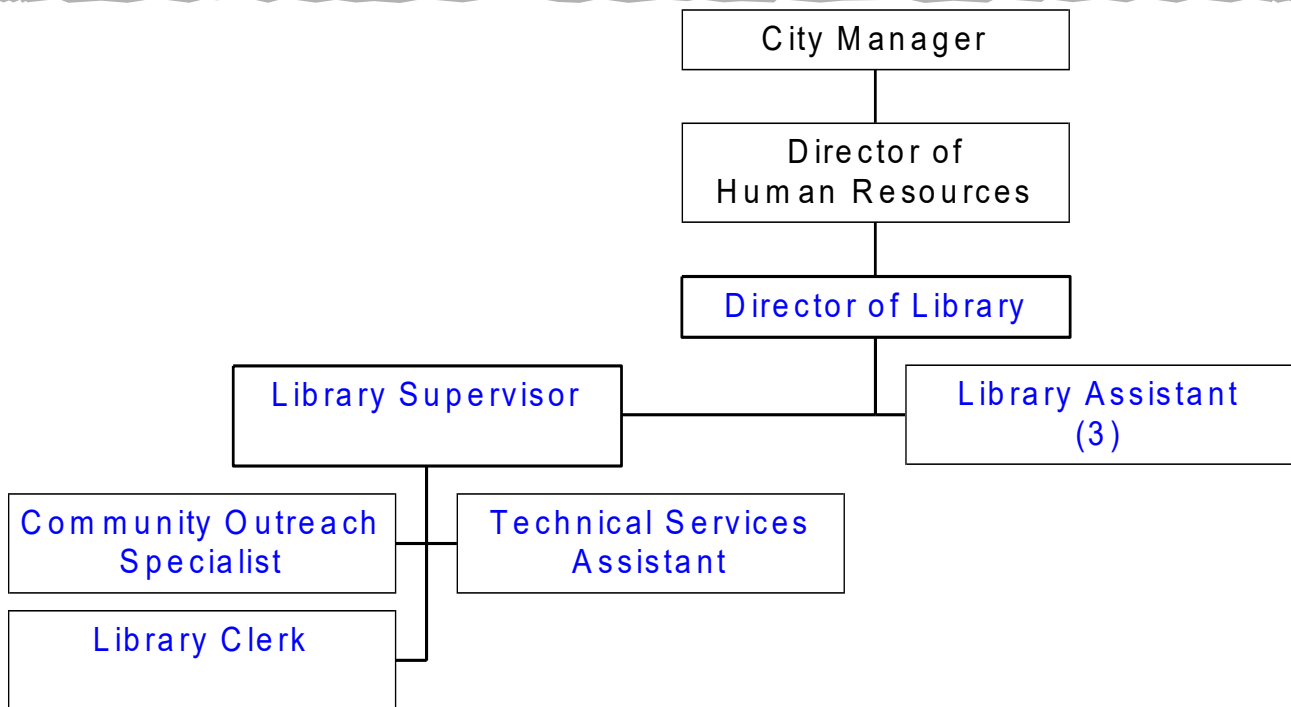 City Manager
Director of
Human Resources
Director of Library
Library Supervisor
Library Assistant
(3)
Community Outreach
Specialist
Technical Services
Assistant
Library Clerk